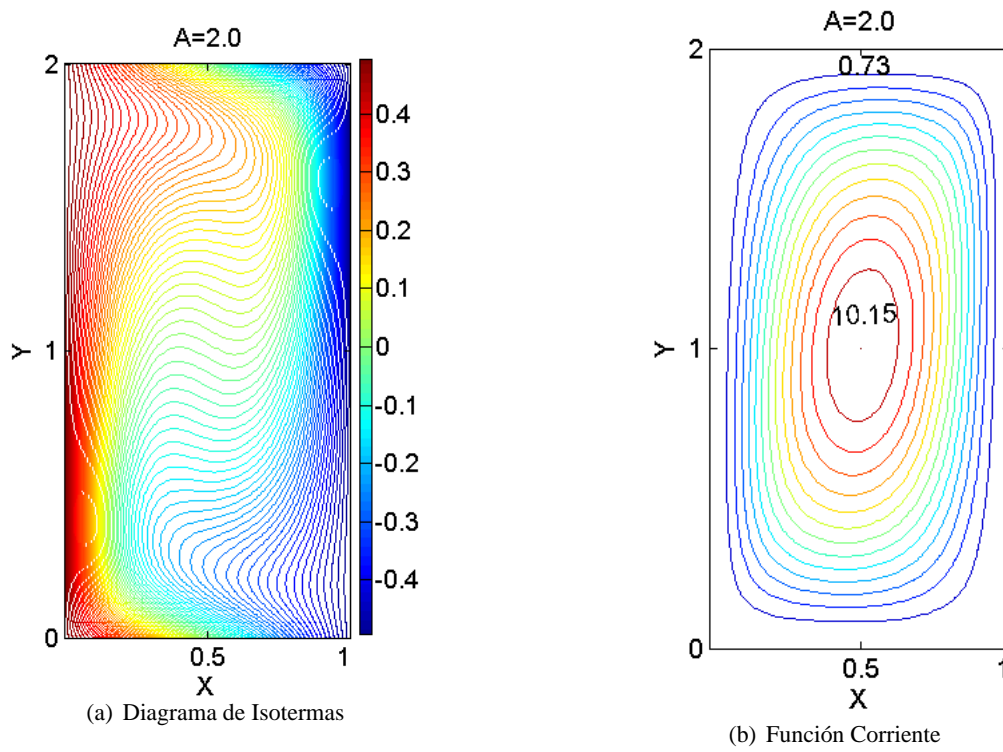 A=2.0
2
1
0
Y
0.5
1
X
0.4
0.3
0.2
0.1
0
-0.1
-0.2
-0.3
-0.4
(a) Diagrama de Isotermas
A=2.0
2
1
0
Y
0.73
10.15
0.5
1
X
(b) Función Corriente